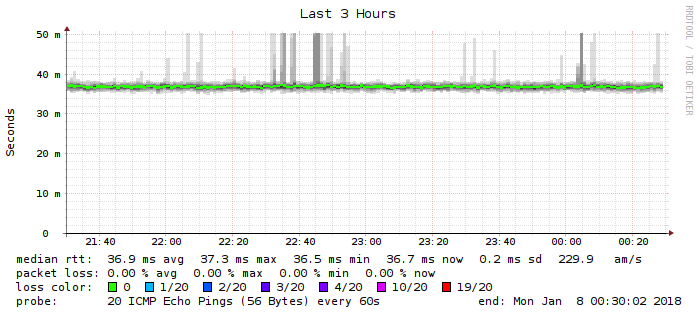 Last 3 Hours
RRDTOOL / TOBI OETIKER
Seconds
50 m
40 m
30 m
20 m
10 m
0
21:40 22:00 22:20 22:40 23:00 23:20 23:40 00:00 00:20
median rtt: 36.9 ms avg 37.3 ms max 36.5 ms min 36.7 ms now 0.2 ms sd 229.9 am/s
packet loss: 0.00 % avg 0.00 % max 0.00 % min 0.00 % now
loss color: 0 1/20 2/20 3/20 4/20 10/20 19/20
probe: 20 ICMP Echo Pings (56 Bytes) every 60s end: Mon Jan 8 00:30:02 2018